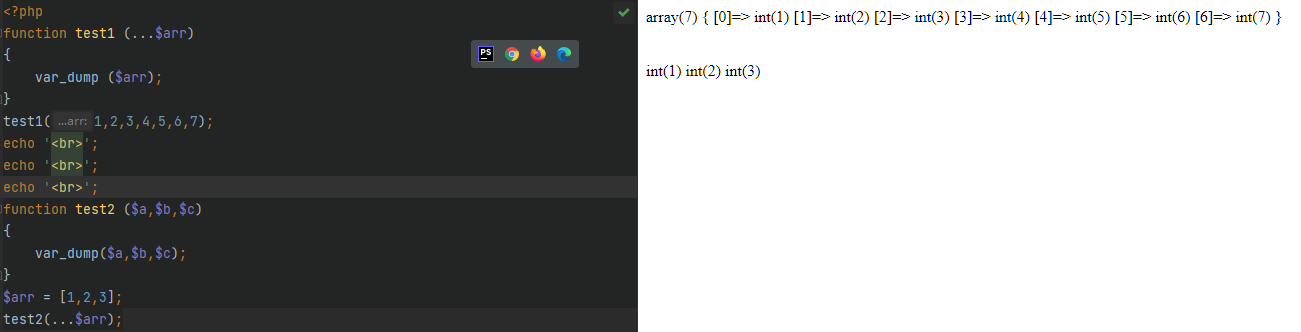 <?php
function test1 (...$arr)
{
    var_dump ($arr);
}
test1( ...arr: 1,2,3,4,5,6,7);
echo '<br>';
echo '<br>';
echo '<br>';
function test2 ($a,$b,$c)
{
    var_dump($a,$b,$c);
}
$arr = [1,2,3];
test2(...$arr);
PS
array(7) { [0]=> int(1) [1]=> int(2) [2]=> int(3) [3]=> int(4) [4]=> int(5) [5]=> int(6) [6]=> int(7) }
int(1) int(2) int(3)